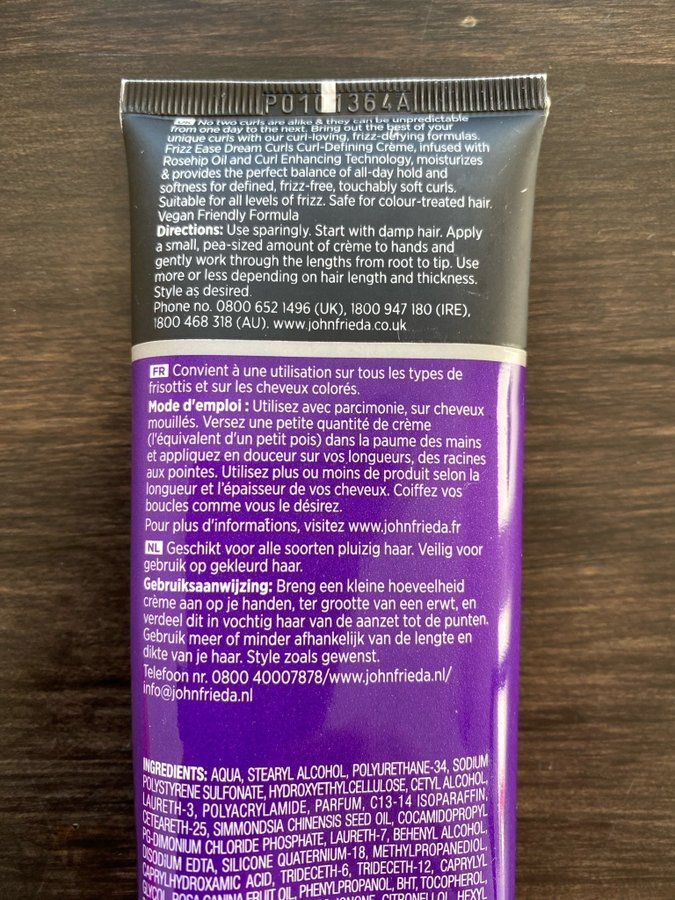 P0101364A
UK No two curls are alike & they can be unpredictable
from one day to the next. Bring out the best of your
unique curls with our curl-loving, frizz-defying formulas.
Frizz Ease Dream Curls Curl-Defining Crème, infused with
Rosehip Oil and Curl Enhancing Technology, moisturizes
& provides the perfect balance of all-day hold and
softness for defined, frizz-free, touchably soft curls.
Suitable for all levels of frizz. Safe for colour-treated hair.
Vegan Friendly Formula
Directions: Use sparingly. Start with damp hair. Apply
a small, pea-sized amount of crème to hands and
gently work through the lengths from root to tip. Use
more or less depending on hair length and thickness.
Style as desired.
Phone no. 0800 652 1496 (UK), 1800 947 180 (IRE),
1800 468 318 (AU). www.johnfrieda.co.uk
FR Convient à une utilisation sur tous les types de
frisottis et sur les cheveux colorés.
Mode d'emploi : Utilisez avec parcimonie, sur cheveux
mouillés. Versez une petite quantité de crème
(l'équivalent d'un petit pois) dans la paume des mains
et appliquez en douceur sur vos longueurs, des racines
aux pointes. Utilisez plus ou moins de produit selon la
longueur et l'épaisseur de vos cheveux. Coiffez vos
boucles comme vous le désirez.
Pour plus d'informations, visitez www.johnfrieda.fr
NL Geschikt voor alle soorten pluizig haar. Veilig voor
gebruik op gekleurd haar.
Gebruiksaanwijzing: Breng een kleine hoeveelheid
crème aan op je handen, ter grootte van een erwt, en
verdeel dit in vochtig haar van de aanzet tot de punten.
Gebruik meer of minder afhankelijk van de lengte en
dikte van je haar. Style zoals gewenst.
Telefoon nr. 0800 40007878/www.johnfrieda.nl/
info@johnfrieda.nl
INGREDIENTS: AQUA, STEARYL ALCOHOL, POLYURETHANE-34, SODIUM
POLYSTYRENE SULFONATE, HYDROXYETHYLCELLULOSE, CETYL ALCOHOL,
LAURETH-3, POLYACRYLAMIDE, PARFUM, C13-14 ISOPARAFFIN,
CETEARETH-25, SIMMONDSIA CHINENSIS SEED OIL, COCAMIDOPROPYL
PG-DIMONIUM CHLORIDE PHOSPHATE, LAURETH-7, BEHENYL ALCOHOL,
DISODIUM EDTA, SILICONE QUATERNIUM-18, METHYLPROPANEDIOL,
CAPRYLHYDROXAMIC ACID, TRIDECETH-6, TRIDECETH-12, CAPRYLYL
GLYCOL, ROSA CANINA FRUIT OIL, PHENYLPROPANOL, BHT, TOCOPHEROL,
IONONE, CITRONELLOL, HEXYL